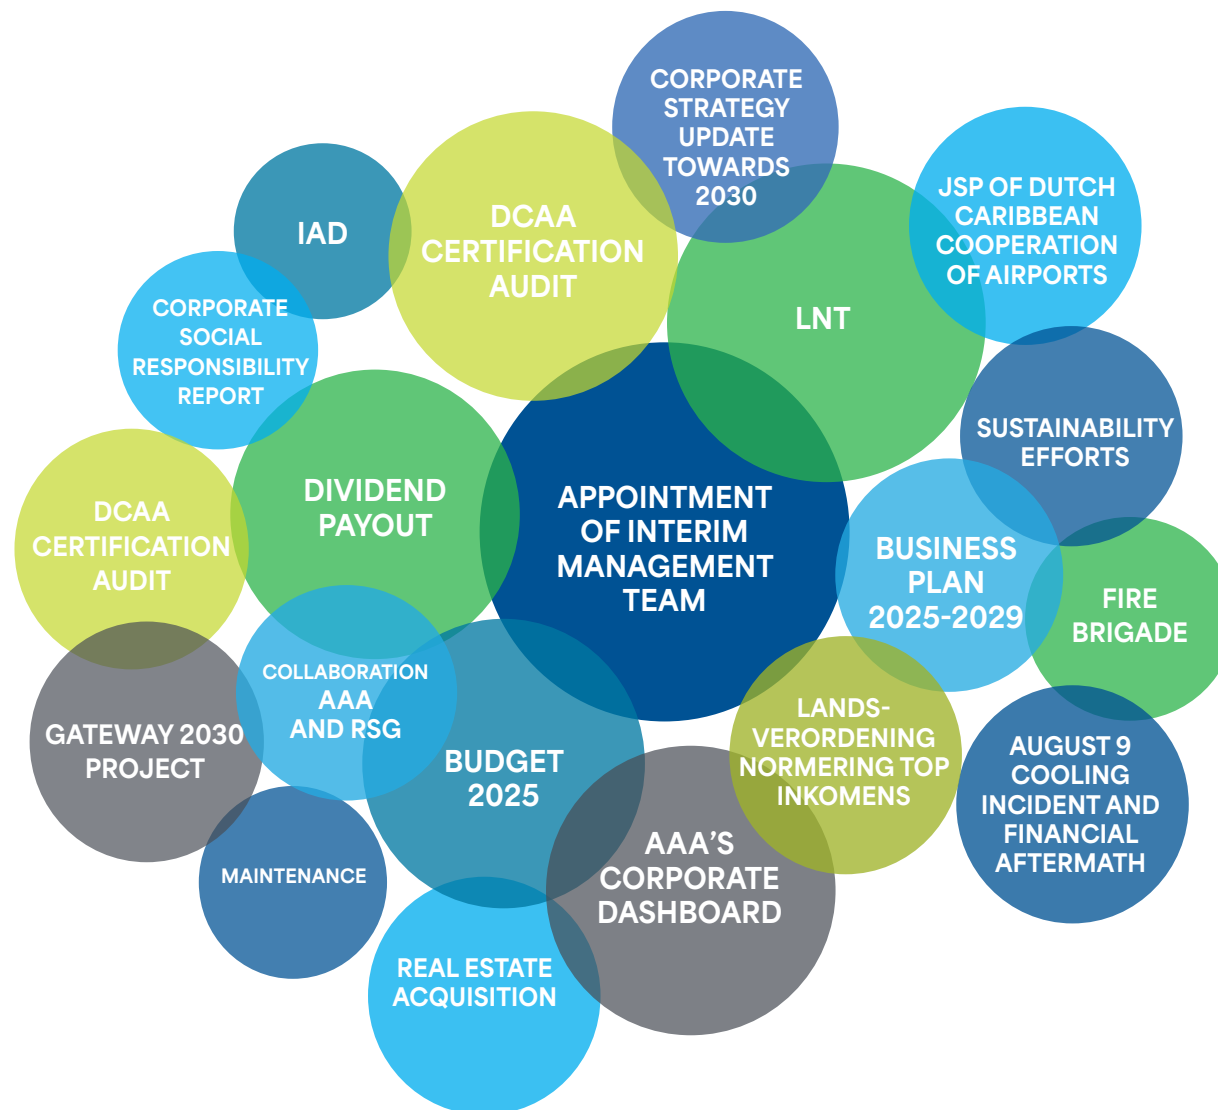 CORPORATE
STRATEGY
UPDATE
TOWARDS
2030
IAD
DCAA
CERTIFICATION
AUDIT
JSP OF DUTCH
CARIBBEAN
COOPERATION
OF AIRPORTS
LNT
CORPORATE
SOCIAL
RESPONSIBILITY
REPORT
SUSTAINABILITY
EFFORTS
DCAA
CERTIFICATION
AUDIT
DIVIDEND
PAYOUT
APPOINTMENT
OF INTERIM
MANAGEMENT
TEAM
BUSINESS
PLAN
2025-2029
FIRE
BRIGADE
COLLABORATION
AAA
AND RSG
GATEWAY 2030
PROJECT
BUDGET
2025
LANDS-
VERORDENING
NORMERING TOP
INKOMENS
AUGUST 9
COOLING
INCIDENT AND
FINANCIAL
AFTERMATH
MAINTENANCE
AAA’S
CORPORATE
DASHBOARD
REAL ESTATE
ACQUISITION